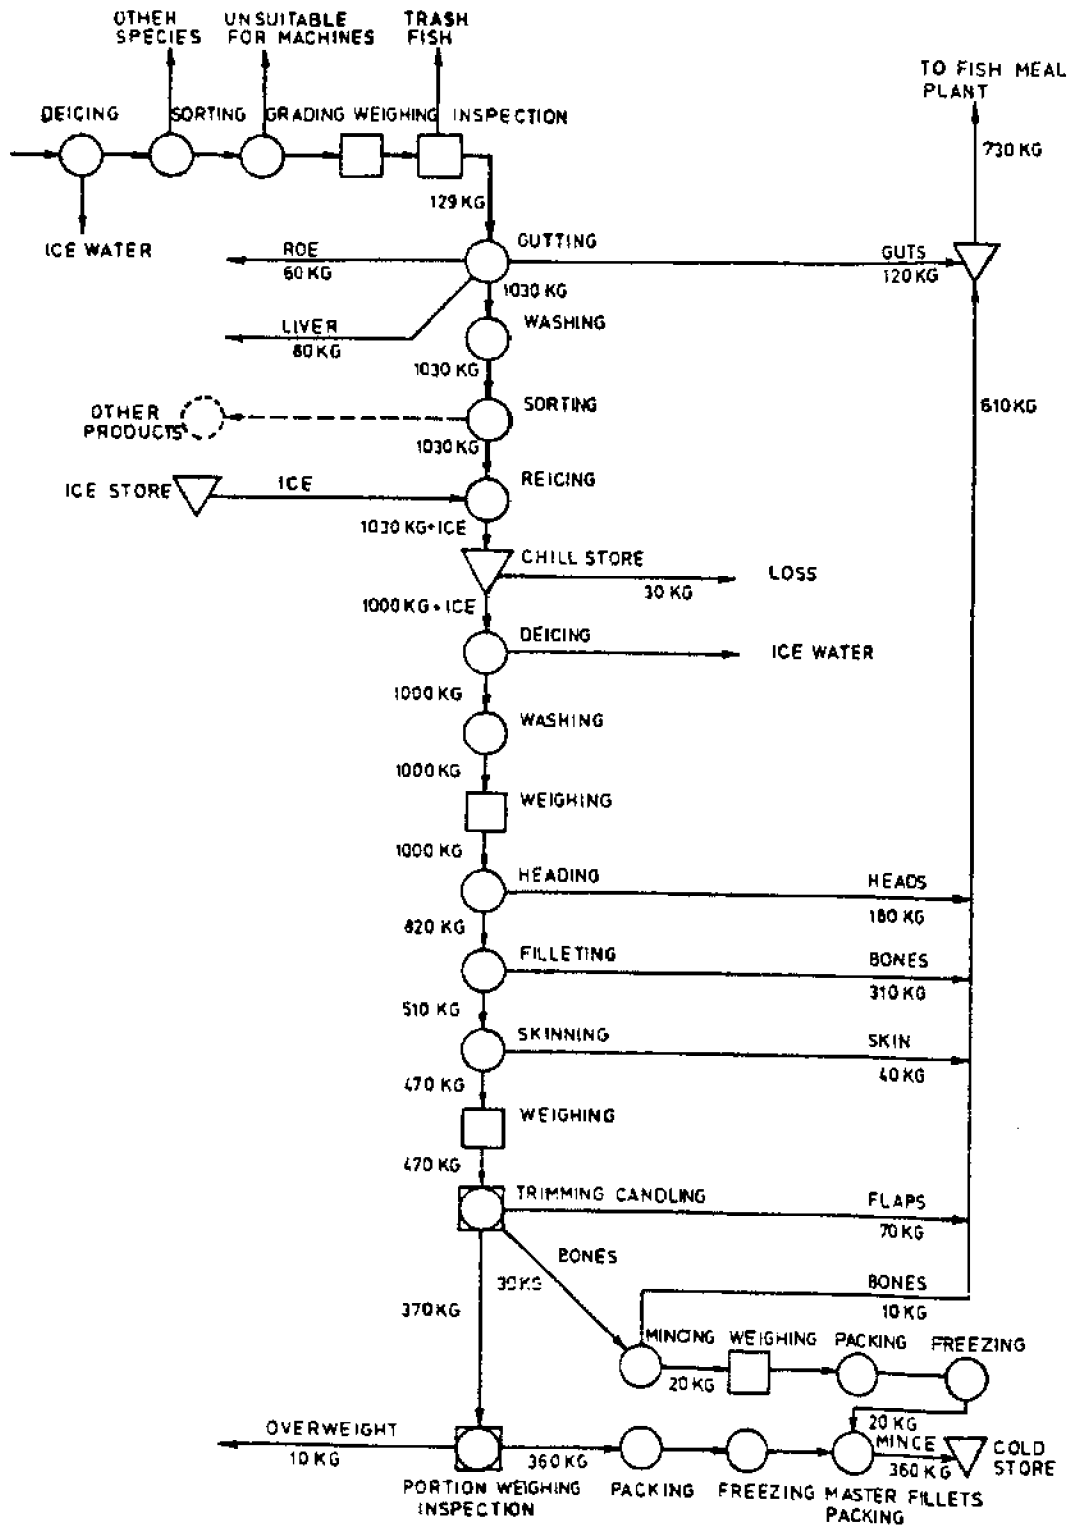 OTHER
SPECIES
UNSUITABLE
FOR MACHINES
TRASH
FISH
TO FISH MEAL
PLANT
DEICING
SORTING
GRADING
WEIGHING
INSPECTION
730 KG
129 KG
ICE WATER
ROE
60 KG
GUTTING
GUTS
120 KG
1030 KG
LIVER
80 KG
WASHING
1030 KG
OTHER
PRODUCTS
SORTING
610 KG
1030 KG
ICE STORE
ICE
REICING
1030 KG+ICE
CHILL STORE
30 KG
LOSS
1000 KG + ICE
DEICING
ICE WATER
1000 KG
WASHING
1000 KG
WEIGHING
1000 KG
HEADING
HEADS
180 KG
820 KG
FILLETING
BONES
310 KG
510 KG
SKINNING
SKIN
40 KG
470 KG
WEIGHING
470 KG
TRIMMING CANDLING
FLAPS
70 KG
BONES
30 KG
BONES
10 KG
370 KG
MINCING
WEIGHING
PACKING
FREEZING
20 KG
20 KG
MINCE
OVERWEIGHT
10 KG
360 KG
360 KG
COLD
STORE
PORTION WEIGHING
INSPECTION
PACKING
FREEZING
MASTER FILLETS
PACKING